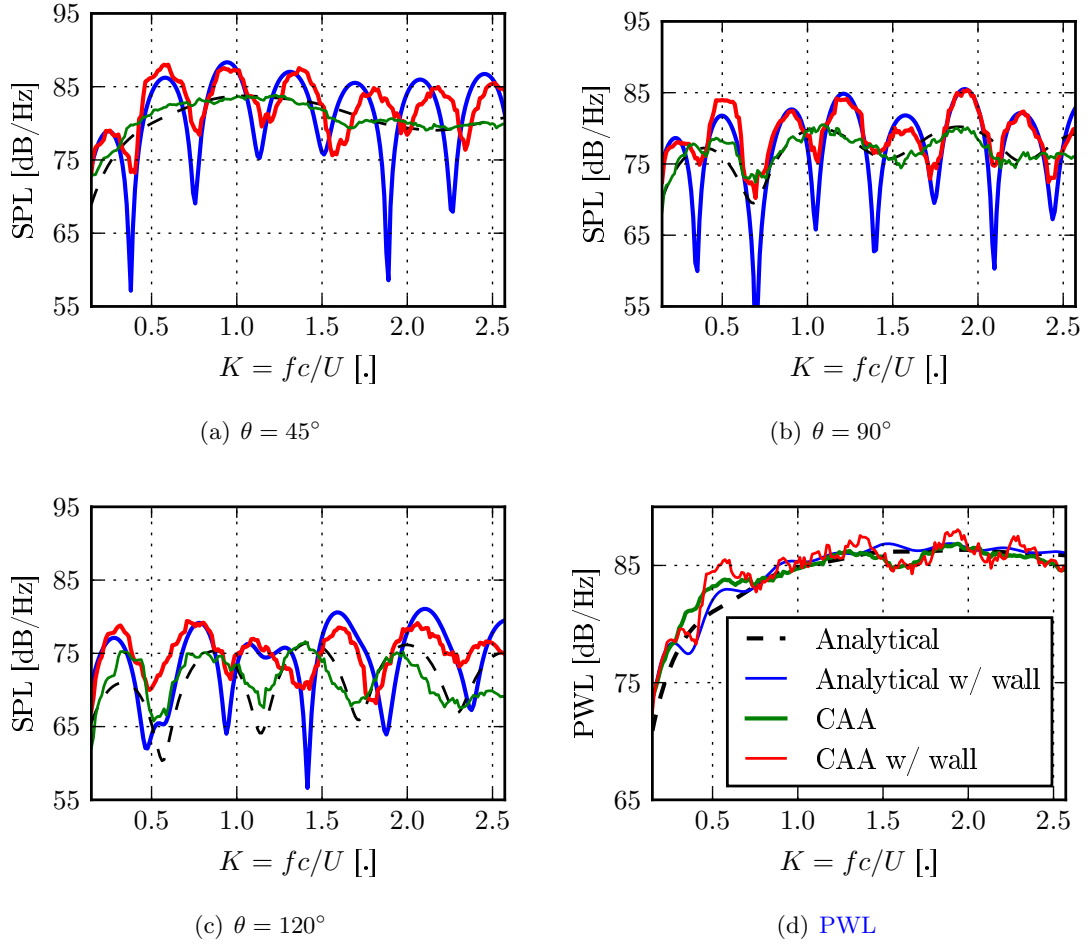 95
85
75
65
55
SPL [dB/Hz]
0.5 1.0 1.5 2.0 2.5
K = fc/U [.]
(a) θ = 45°
95
85
75
65
55
SPL [dB/Hz]
0.5 1.0 1.5 2.0 2.5
K = fc/U [.]
(b) θ = 90°
95
85
75
65
55
SPL [dB/Hz]
0.5 1.0 1.5 2.0 2.5
K = fc/U [.]
(c) θ = 120°
85
75
65
PWL [dB/Hz]
Analytical
Analytical w/ wall
CAA
CAA w/ wall
0.5 1.0 1.5 2.0 2.5
K = fc/U [.]
(d) PWL